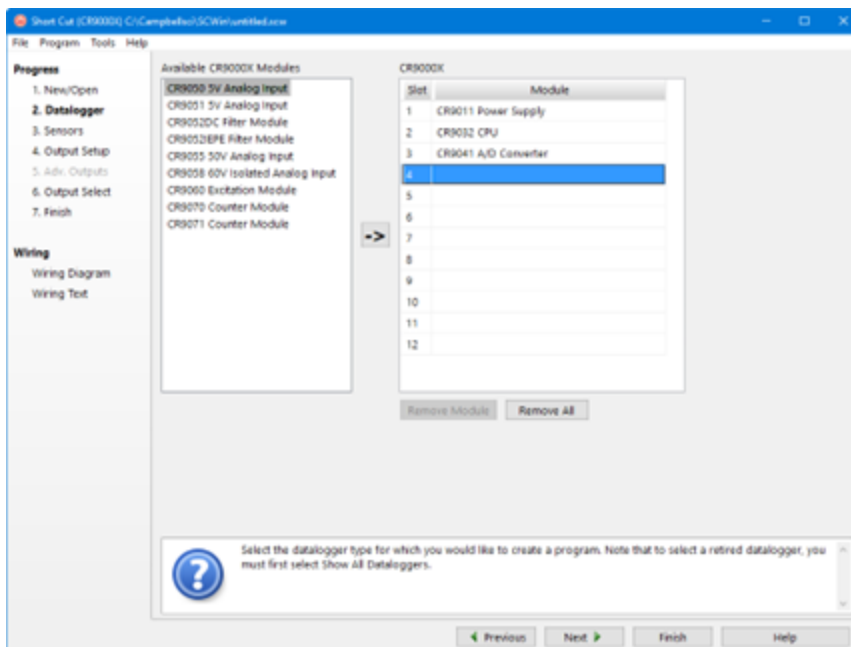 Short Cut (CR9000X) C:\Campbellsci\SCWin\untitled.scw
File Program Tools Help
Progress
1. New/Open
2. Datalogger
3. Sensors
4. Output Setup
5. Adv. Outputs
6. Output Select
7. Finish
Wiring
Wiring Diagram
Wiring Text
Available CR9000X Modules
CR9050 5V Analog Input
CR9051 5V Analog Input
CR9052DC Filter Module
CR9052IEPE Filter Module
CR9055 50V Analog Input
CR9058 60V Isolated Analog Input
CR9060 Excitation Module
CR9070 Counter Module
CR9071 Counter Module
->
CR9000X
Slot Module
1 CR9011 Power Supply
2 CR9032 CPU
3 CR9041 A/D Converter
4
5
6
7
8
9
10
11
12
Remove Module Remove All
?
Select the datalogger type for which you would like to create a program. Note that to select a retired datalogger, you
must first select Show All Dataloggers.
Previous Next Finish Help